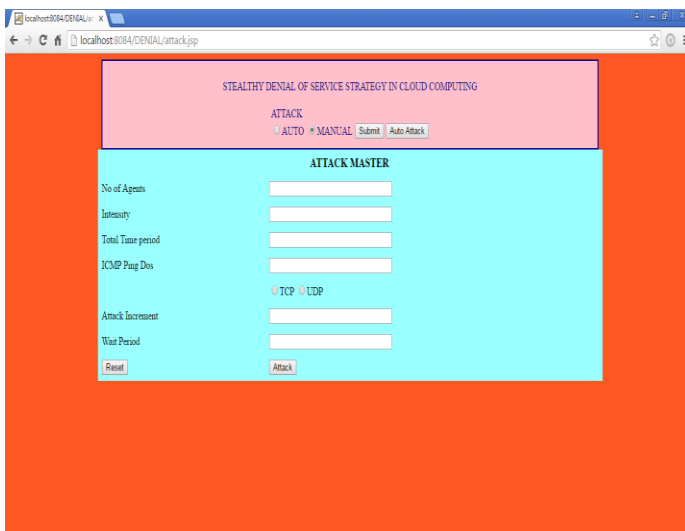 localhost:8084/DENIAL/at
localhost:8084/DENIAL/attack.jsp
STEALTHY DENIAL OF SERVICE STRATEGY IN CLOUD COMPUTING
ATTACK
AUTO MANUAL Submit Auto Attack
ATTACK MASTER
No of Agents
Intensity
Total Time period
ICMP Ping Dos
TCP UDP
Attack Increment
Wait Period
Reset Attack